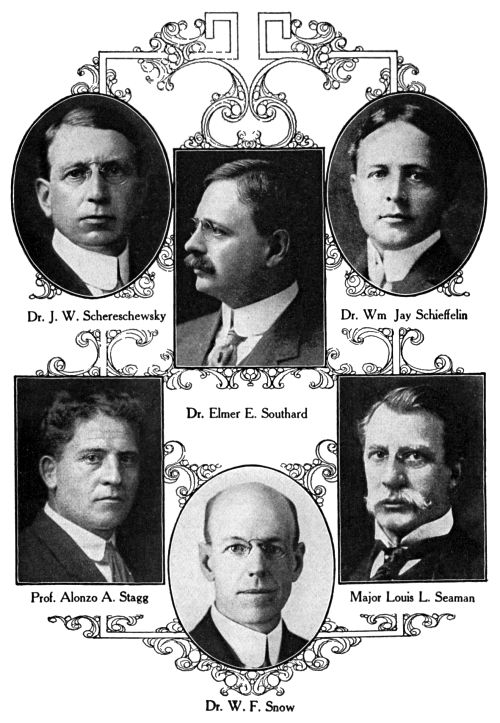 Dr. J. W. Schereschewsky
Dr. Wm Jay Schieffelin
Dr. Elmer E. Southard
Prof. Alonzo A. Stagg
Major Louis L. Seaman
Dr. W. F. Snow